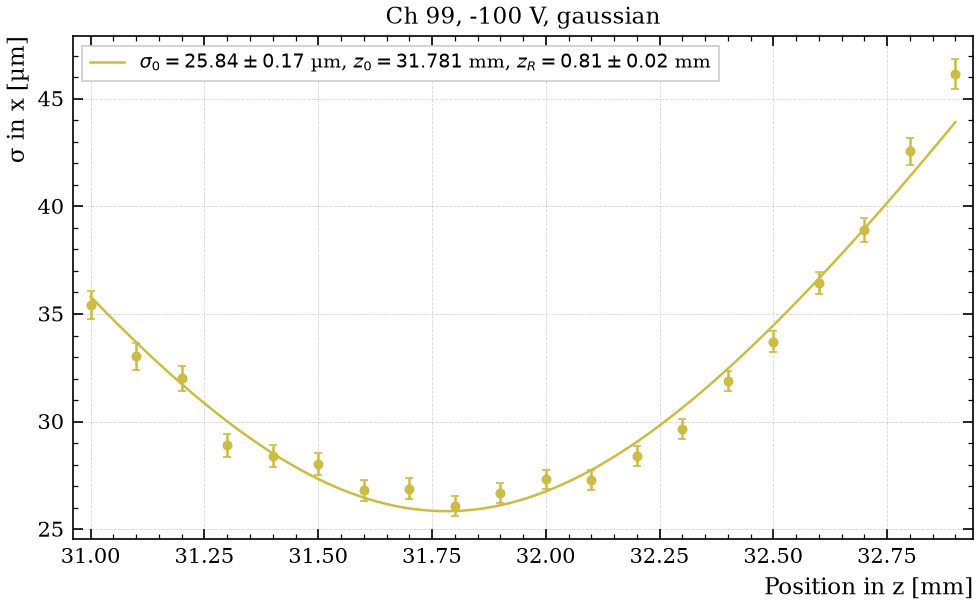 Ch 99, -100 V, gaussian
σ₀ = 25.84 ± 0.17 µm, z₀ = 31.781 mm, z_R = 0.81 ± 0.02 mm
σ in x [µm]
45
40
35
30
25
31.00 31.25 31.50 31.75 32.00 32.25 32.50 32.75
Position in z [mm]